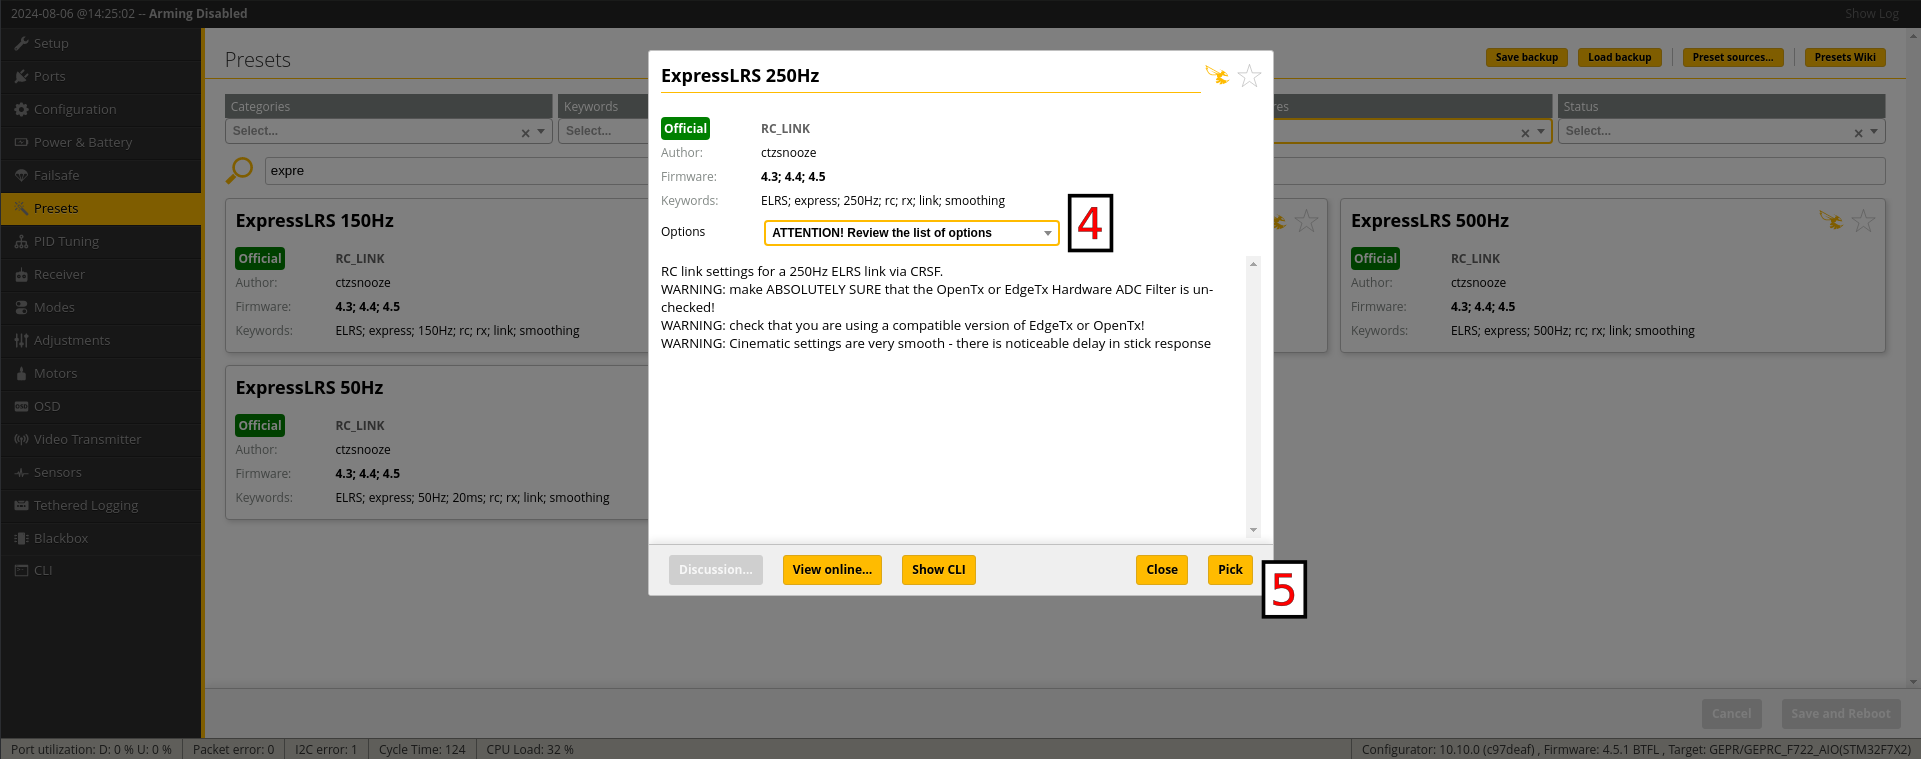 2024-08-06 @14:25:02 -- Arming Disabled
Show Log
Setup
Ports
Configuration
Power & Battery
Failsafe
Presets
PID Tuning
Receiver
Modes
Adjustments
Motors
OSD
Video Transmitter
Sensors
Tethered Logging
Blackbox
CLI
Presets
Save backup
Load backup
Preset sources...
Presets Wiki
Categories
Select...
Keywords
Select...
res
Status
Select...
expre
ExpressLRS 150Hz
Official RC_LINK
Author: ctzsnooze
Firmware: 4.3; 4.4; 4.5
Keywords: ELRS; express; 150Hz; rc; rx; link; smoothing
ExpressLRS 500Hz
Official RC_LINK
Author: ctzsnooze
Firmware: 4.3; 4.4; 4.5
Keywords: ELRS; express; 500Hz; rc; rx; link; smoothing
ExpressLRS 50Hz
Official RC_LINK
Author: ctzsnooze
Firmware: 4.3; 4.4; 4.5
Keywords: ELRS; express; 50Hz; 20ms; rc; rx; link; smoothing
ExpressLRS 250Hz
Official RC_LINK
Author: ctzsnooze
Firmware: 4.3; 4.4; 4.5
Keywords: ELRS; express; 250Hz; rc; rx; link; smoothing
Options ATTENTION! Review the list of options
4
RC link settings for a 250Hz ELRS link via CRSF.
WARNING: make ABSOLUTELY SURE that the OpenTx or EdgeTx Hardware ADC Filter is un-
checked!
WARNING: check that you are using a compatible version of EdgeTx or OpenTx!
WARNING: Cinematic settings are very smooth - there is noticeable delay in stick response
Discussion...
View online...
Show CLI
Close
Pick
5
Cancel
Save and Reboot
Port utilization: D: 0 % U: 0 %
Packet error: 0
I2C error: 1
Cycle Time: 124
CPU Load: 32 %
Configurator: 10.10.0 (c97deaf) , Firmware: 4.5.1 BTFL , Target: GEPR/GEPRC_F722_AIO(STM32F7X2)